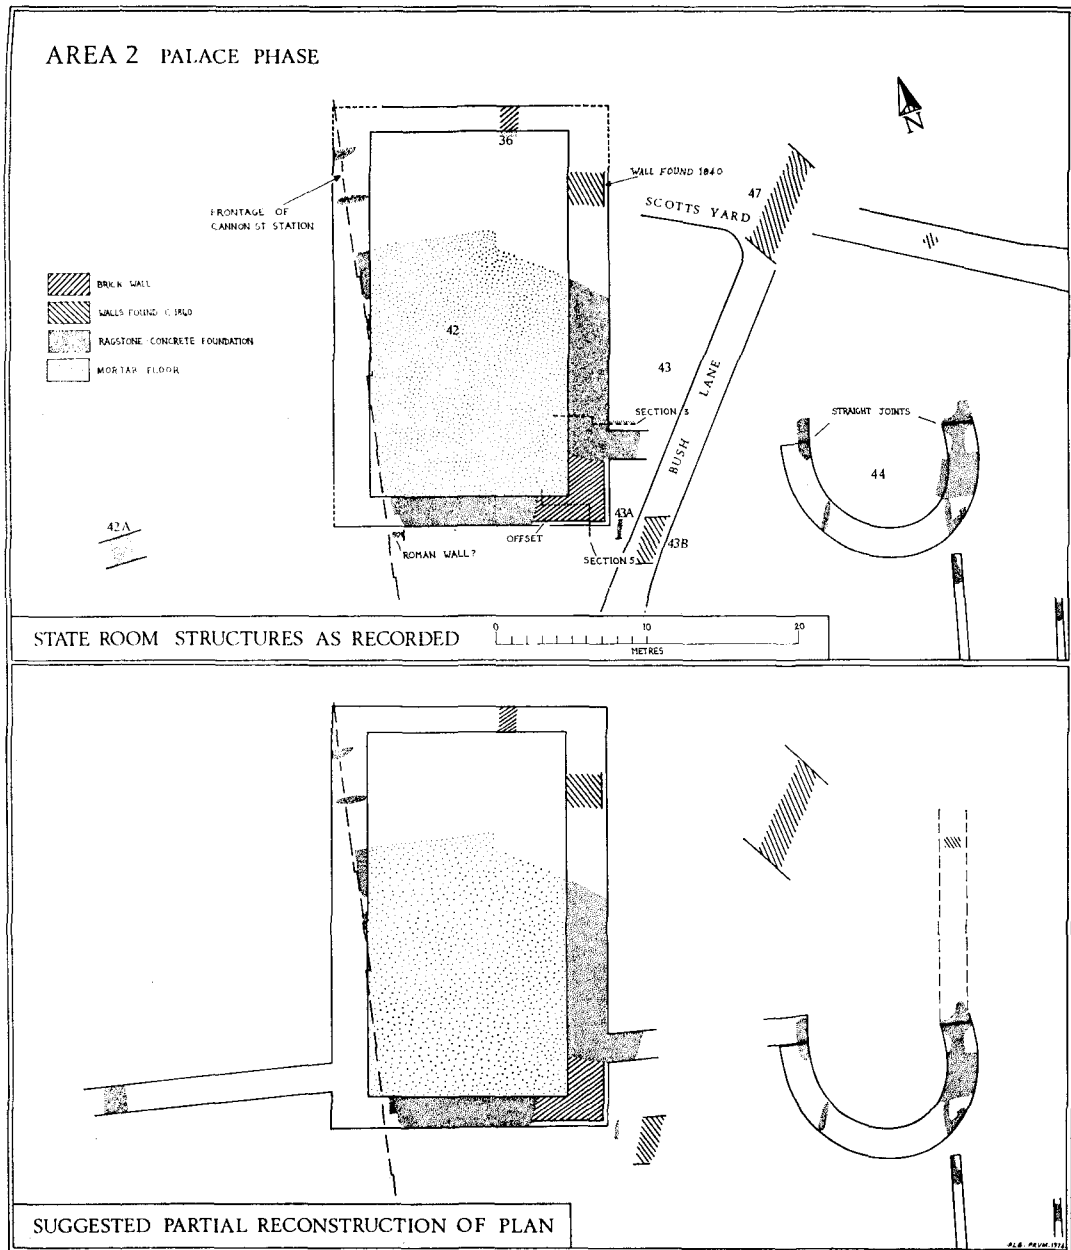 AREA 2 PALACE PHASE
N
36
WALL FOUND 1840
47
SCOTTS YARD
FRONTAGE OF
CANNON ST STATION
BRICK WALL
WALLS FOUND C.1840
RAGSTONE CONCRETE FOUNDATION
MORTAR FLOOR
42
43
BUSH LANE
SECTION 3
STRAIGHT JOINTS
44
42A
43A
43B
OFFSET
ROMAN WALL?
SECTION 5
STATE ROOM STRUCTURES AS RECORDED
0 10 20
METRES
SUGGESTED PARTIAL RECONSTRUCTION OF PLAN